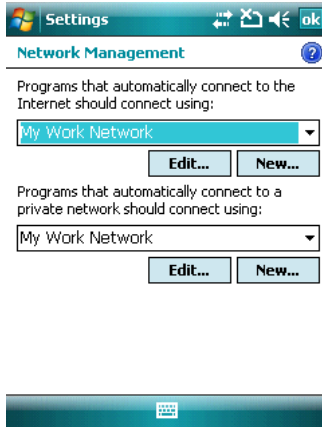 Settings
ok
Network Management
?
Programs that automatically connect to the
Internet should connect using:
My Work Network
Edit... New...
Programs that automatically connect to a
private network should connect using:
My Work Network
Edit... New...